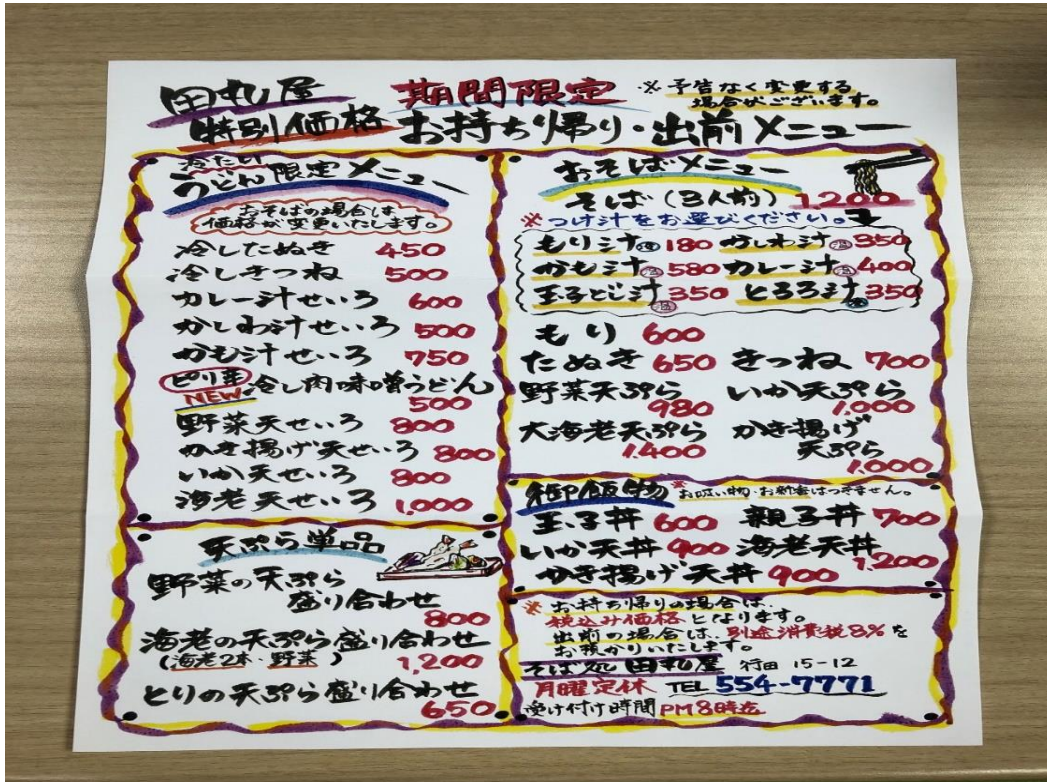 田丸屋 期間限定 ※予告なく変更する
場合がございます。
特別価格 お持ち帰り・出前メニュー
冷たい
うどん限定メニュー
おそばの場合は
価格が変更いたします。
冷したぬき 450
冷しきつね 500
カレー汁せいろ 600
かしわ汁せいろ 500
かも汁せいろ 750
ピリ辛
NEW 冷し肉味噌うどん
500
野菜天せいろ 800
かき揚げ天せいろ 800
いか天せいろ 800
海老天せいろ 1,000
天ぷら単品
野菜の天ぷら
盛り合わせ
800
海老の天ぷら盛り合わせ
(海老2本・野菜) 1,200
とりの天ぷら盛り合わせ
650
おそばメニュー
そば(3人前) 1,200
※つけ汁をお選びください。
もり汁 180 かしわ汁温 350
かも汁温 580 カレー汁温 400
玉子とじ汁温 350 とろろ汁 350
もり 600
たぬき 650 きつね 700
野菜天ぷら 980
いか天ぷら 1,000
大海老天ぷら 1,400
かき揚げ
天ぷら
1,000
御飯物 ※お吸い物・お新香はつきません。
玉子丼 600 親子丼 700
いか天丼 900 海老天丼 1,200
かき揚げ天丼 900
※お持ち帰りの場合は、
税込み価格となります。
出前の場合は、別途消費税8%を
お預かりいたします。
そば処 田丸屋 行田 15-12
月曜定休 TEL 554-7771
受け付け時間PM8時迄